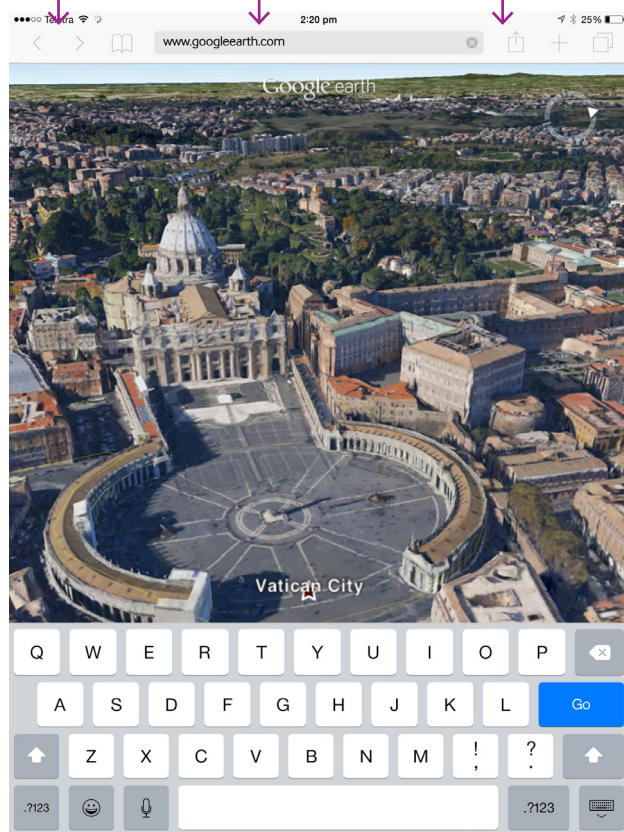 Telstra 2:20 pm 25%
www.googleearth.com
Google earth
Vatican City
Q W E R T Y U I O P
A S D F G H J K L Go
Z X C V B N M ! , ? .
.?123 .?123